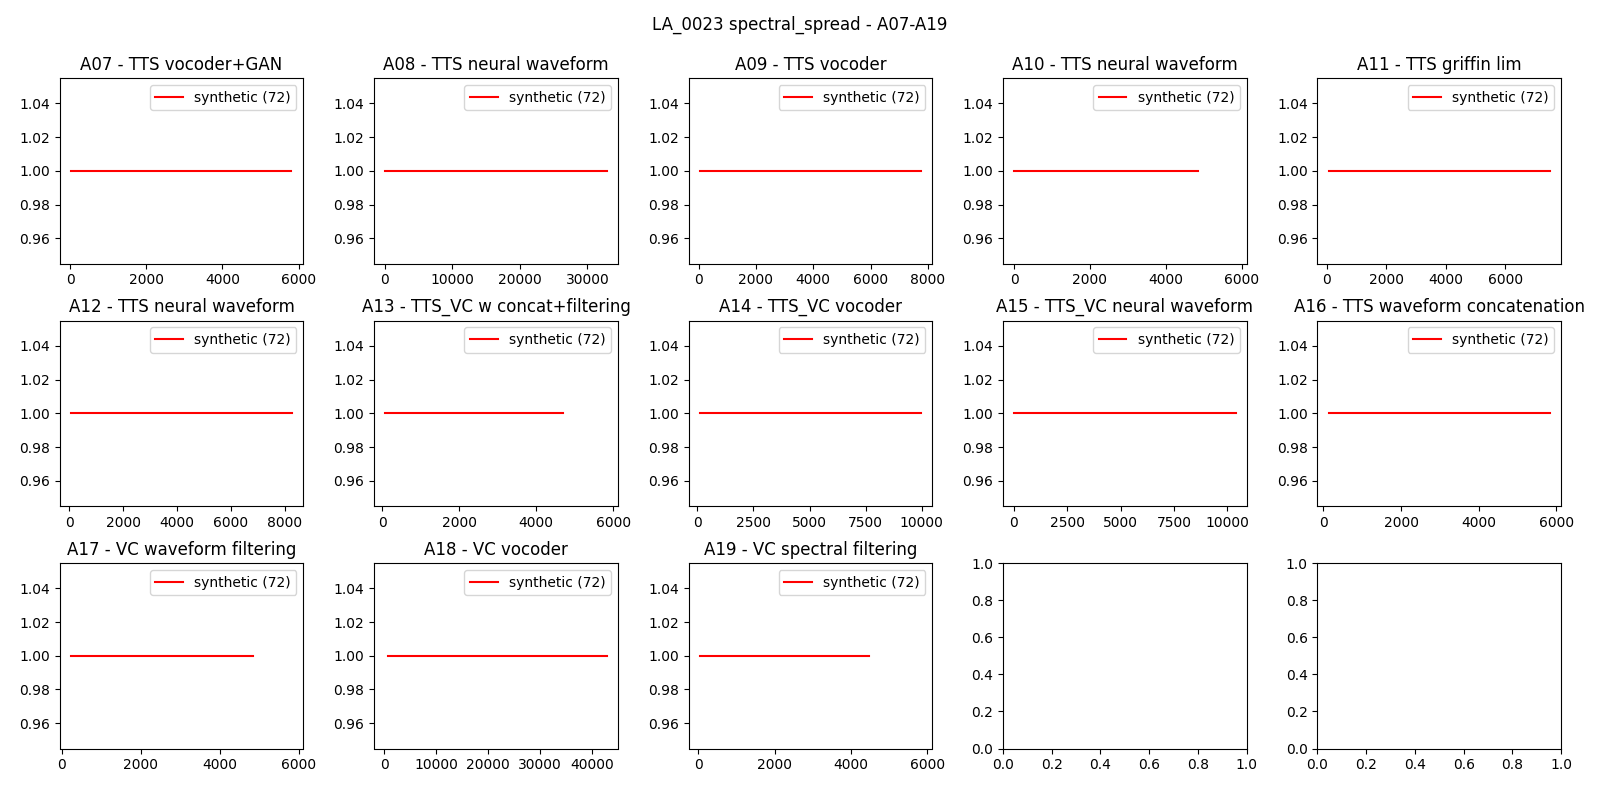 LA_0023 spectral_spread - A07-A19
A07 - TTS vocoder+GAN
synthetic (72)
1.04
1.02
1.00
0.98
0.96
0 2000 4000 6000
A08 - TTS neural waveform
synthetic (72)
1.04
1.02
1.00
0.98
0.96
0 10000 20000 30000
A09 - TTS vocoder
synthetic (72)
1.04
1.02
1.00
0.98
0.96
0 2000 4000 6000 8000
A10 - TTS neural waveform
synthetic (72)
1.04
1.02
1.00
0.98
0.96
0 2000 4000 6000
A11 - TTS griffin lim
synthetic (72)
1.04
1.02
1.00
0.98
0.96
0 2000 4000 6000
A12 - TTS neural waveform
synthetic (72)
1.04
1.02
1.00
0.98
0.96
0 2000 4000 6000 8000
A13 - TTS_VC w concat+filtering
synthetic (72)
1.04
1.02
1.00
0.98
0.96
0 2000 4000 6000
A14 - TTS_VC vocoder
synthetic (72)
1.04
1.02
1.00
0.98
0.96
0 2500 5000 7500 10000
A15 - TTS_VC neural waveform
synthetic (72)
1.04
1.02
1.00
0.98
0.96
0 2500 5000 7500 10000
A16 - TTS waveform concatenation
synthetic (72)
1.04
1.02
1.00
0.98
0.96
0 2000 4000 6000
A17 - VC waveform filtering
synthetic (72)
1.04
1.02
1.00
0.98
0.96
0 2000 4000 6000
A18 - VC vocoder
synthetic (72)
1.04
1.02
1.00
0.98
0.96
0 10000 20000 30000 40000
A19 - VC spectral filtering
synthetic (72)
1.04
1.02
1.00
0.98
0.96
0 2000 4000 6000
1.0
0.8
0.6
0.4
0.2
0.0
0.0 0.2 0.4 0.6 0.8 1.0
1.0
0.8
0.6
0.4
0.2
0.0
0.0 0.2 0.4 0.6 0.8 1.0